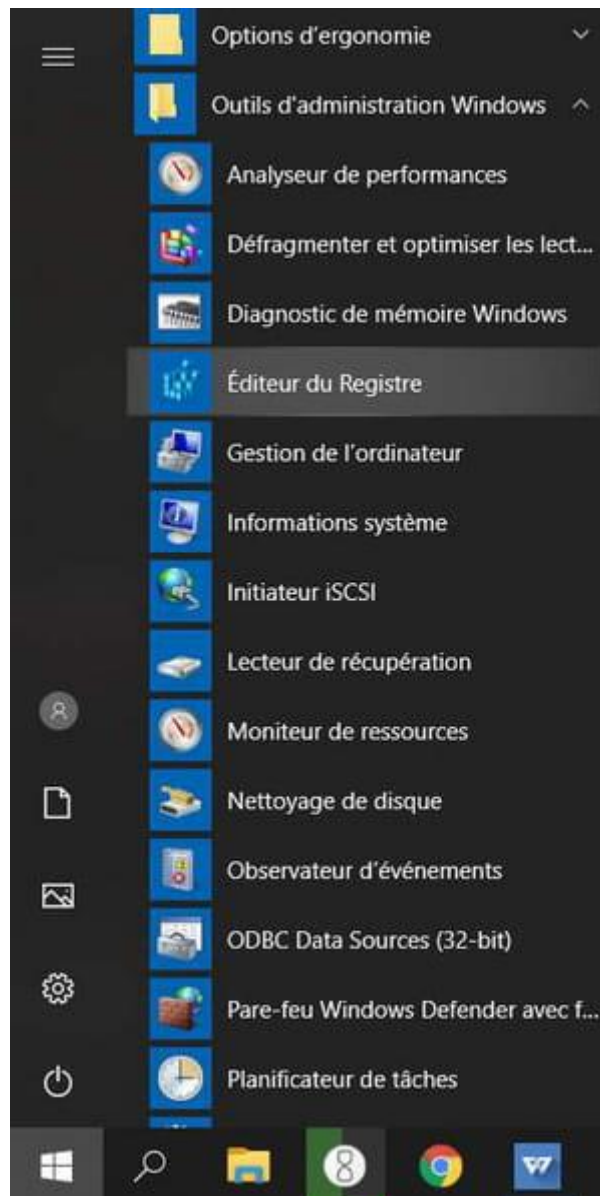 Options d'ergonomie
Outils d'administration Windows
Analyseur de performances
Défragmenter et optimiser les lect...
Diagnostic de mémoire Windows
Éditeur du Registre
Gestion de l'ordinateur
Informations système
Initiateur iSCSI
Lecteur de récupération
Moniteur de ressources
Nettoyage de disque
Observateur d'événements
ODBC Data Sources (32-bit)
Pare-feu Windows Defender avec f...
Planificateur de tâches